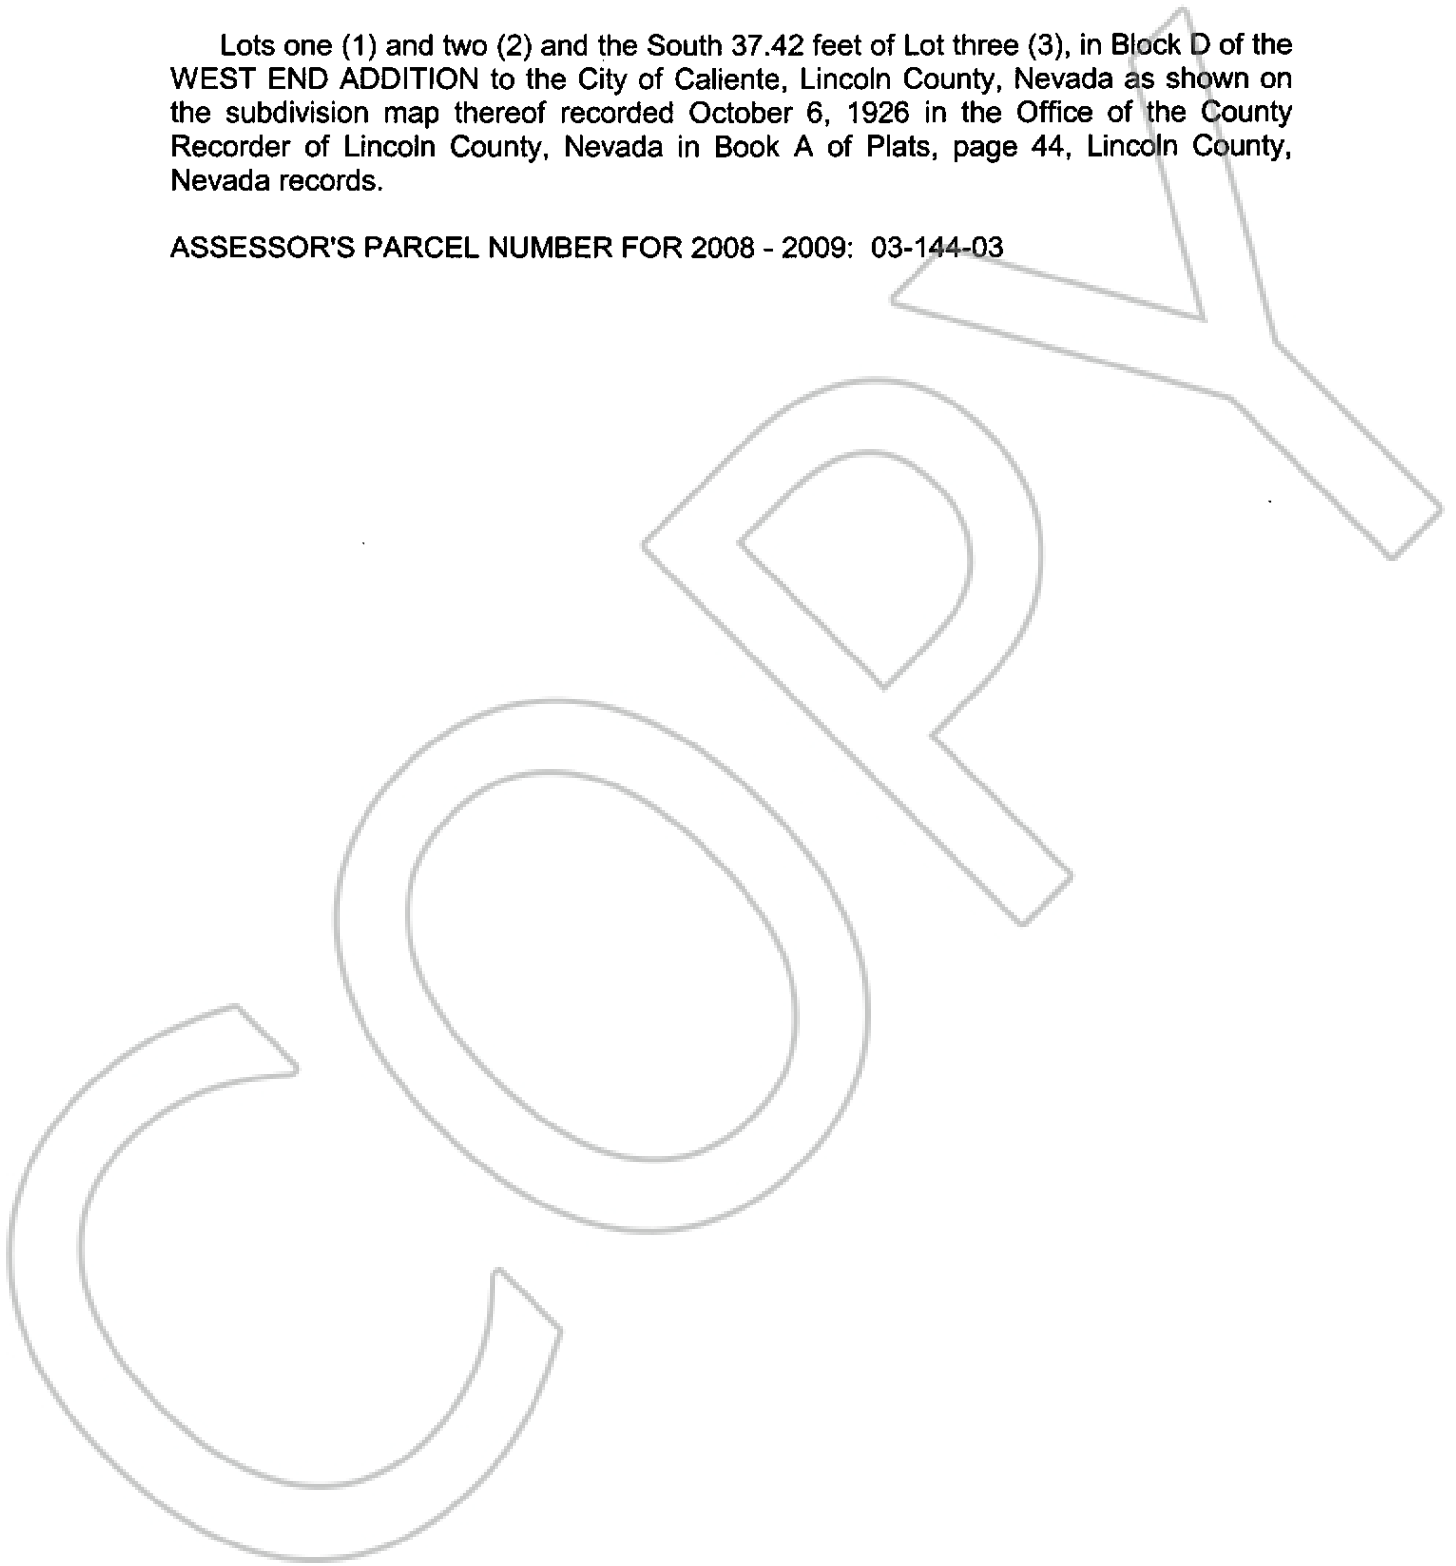 Lots one (1) and two (2) and the South 37.42 feet of Lot three (3), in Block D of the
WEST END ADDITION to the City of Caliente, Lincoln County, Nevada as shown on
the subdivision map thereof recorded October 6, 1926 in the Office of the County
Recorder of Lincoln County, Nevada in Book A of Plats, page 44, Lincoln County,
Nevada records.
ASSESSOR'S PARCEL NUMBER FOR 2008 - 2009: 03-144-03
COPY